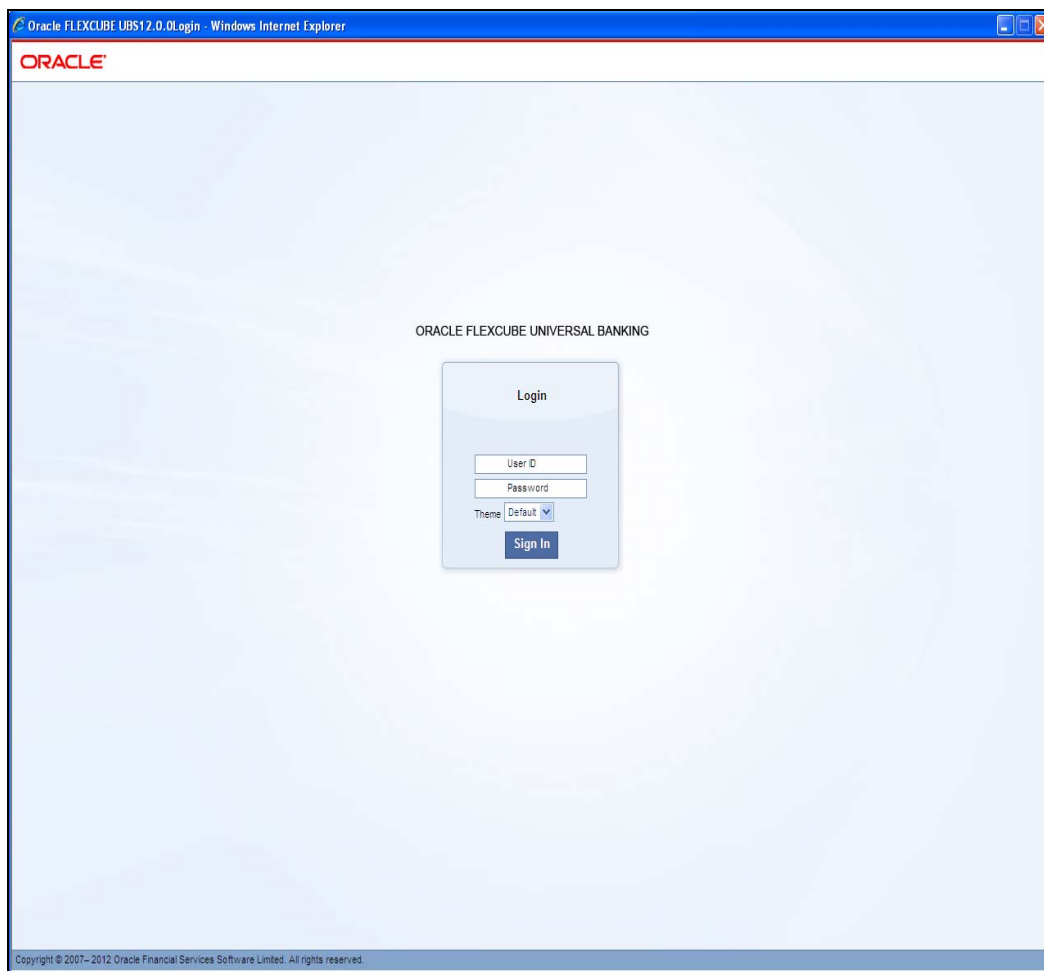 Oracle FLEXCUBE UBS12.0.0Login - Windows Internet Explorer
ORACLE
ORACLE FLEXCUBE UNIVERSAL BANKING
Login
User ID
Password
Theme Default
Sign In
Copyright © 2007– 2012 Oracle Financial Services Software Limited. All rights reserved.